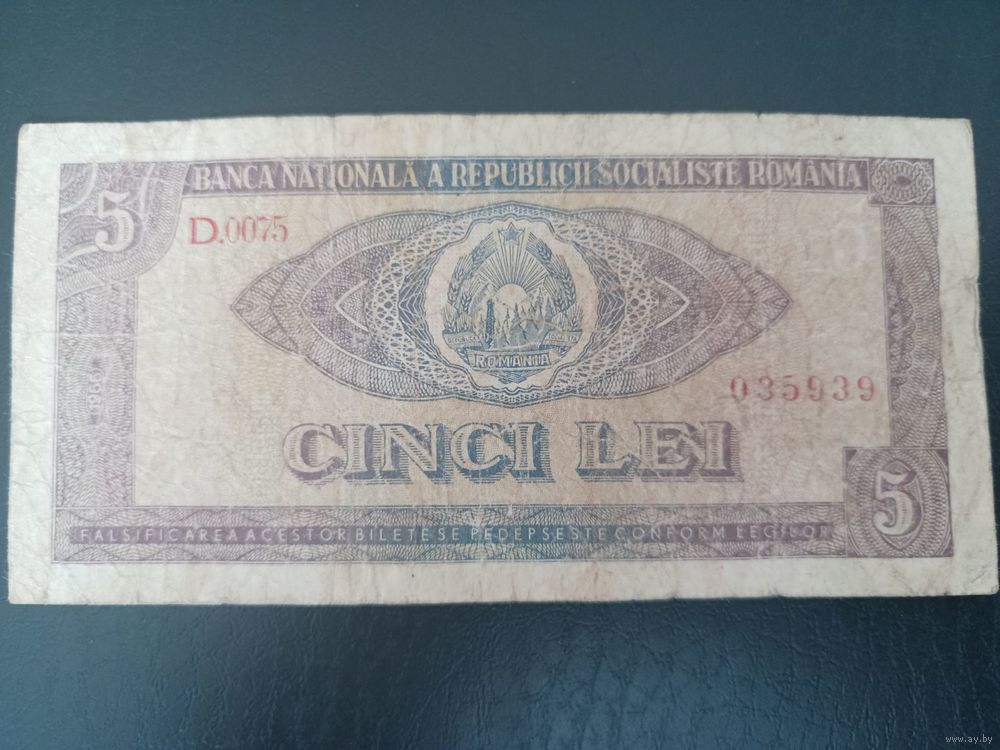 BANCA NAȚIONALĂ A REPUBLICII SOCIALISTE ROMÂNIA
5
D.0075
ROMANIA
1966
035939
CINCI LEI
5
FALSIFICAREA ACESTOR BILETE SE PEDEPSESTE CONFORM LEGILOR
www.ay.by